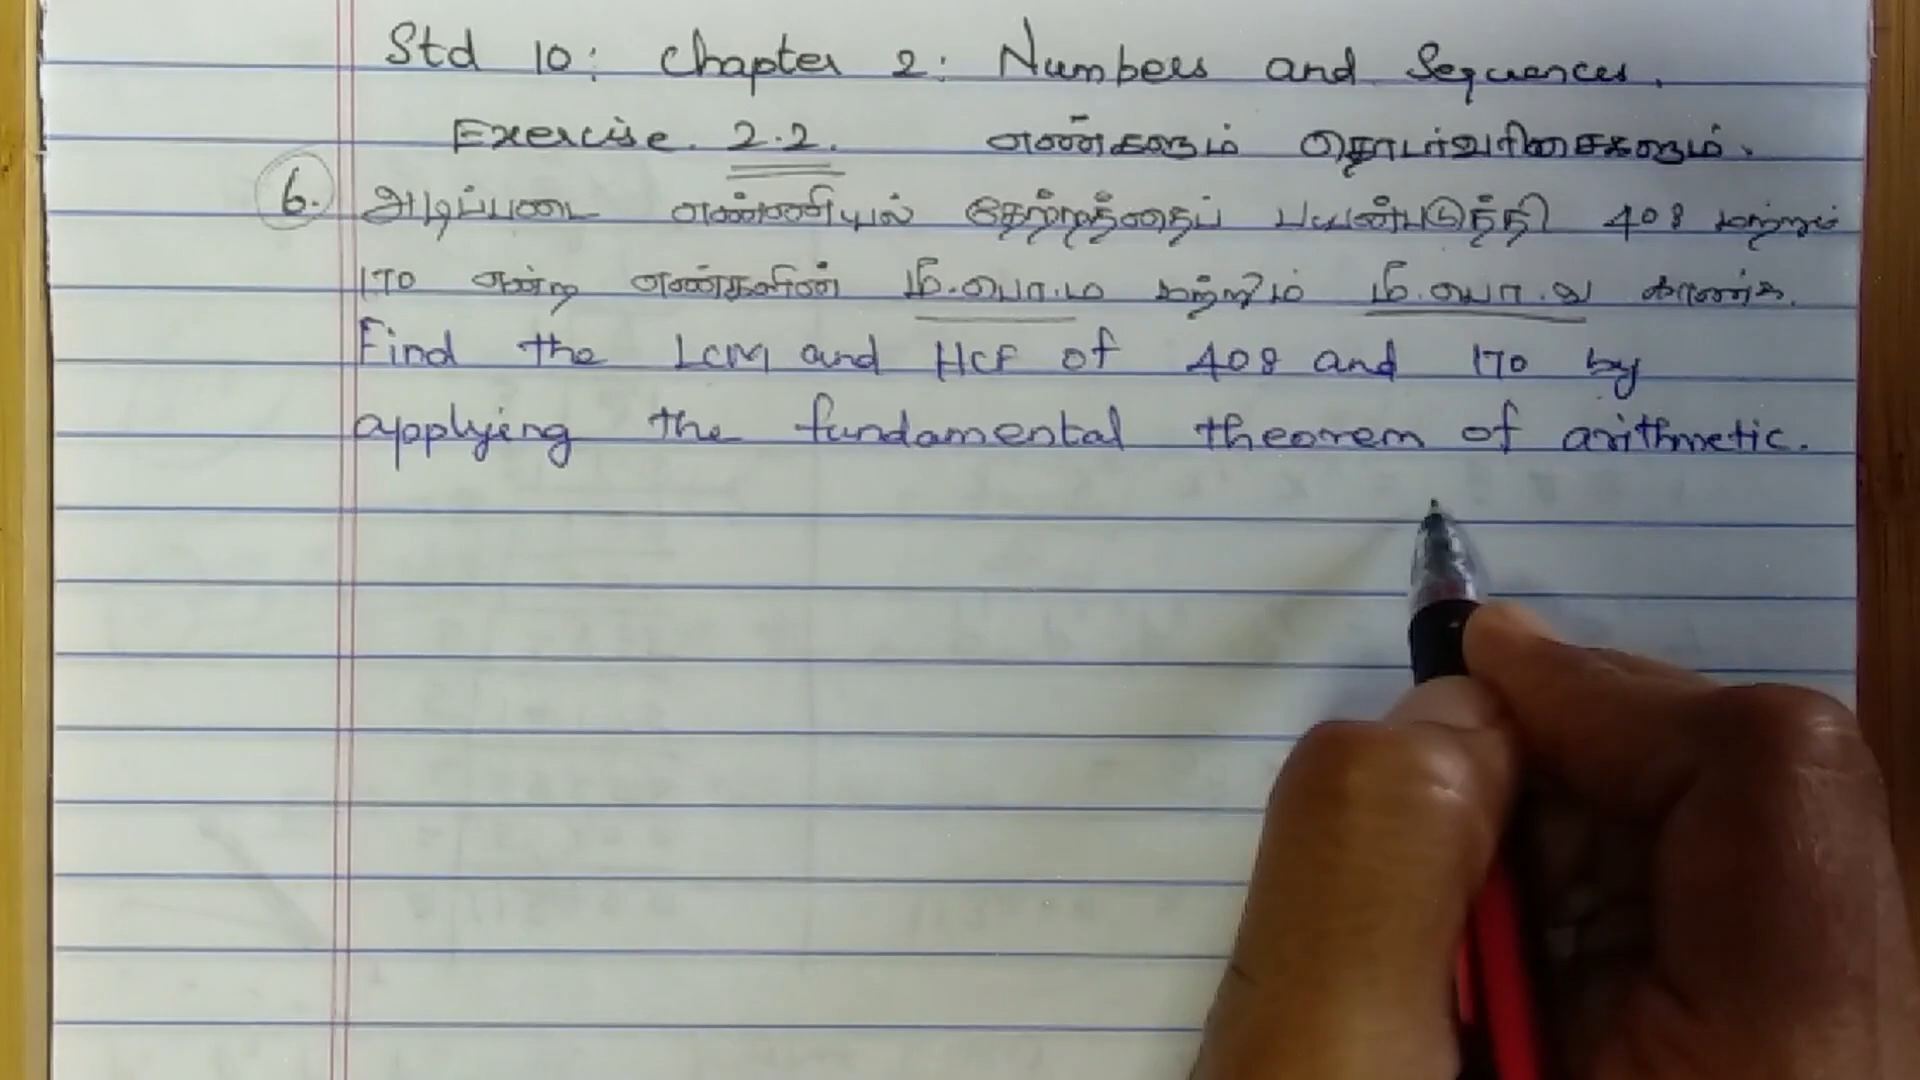 Std 10: Chapter 2: Numbers and Sequences.
Exercise. 2.2. எண்களும் தொடர்வரிசைகளும்.
6. அடிப்படை எண்ணியல் தேற்றத்தைப் பயன்படுத்தி 408 மற்றும்
170 என்ற எண்களின் மீ.பொ.ம மற்றும் மீ.பொ.வ காண்க.
Find the LCM and HCF of 408 and 170 by
applying the fundamental theorem of arithmetic.